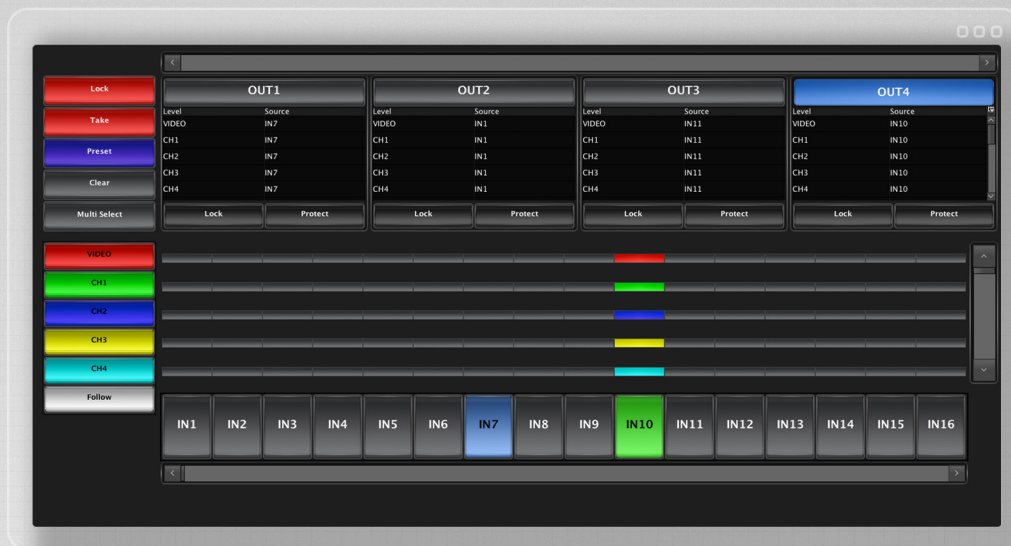 Lock
Take
Preset
Clear
Multi Select
OUT1
Level Source
VIDEO IN7
CH1 IN7
CH2 IN7
CH3 IN7
CH4 IN7
Lock Protect
OUT2
Level Source
VIDEO IN1
CH1 IN1
CH2 IN1
CH3 IN1
CH4 IN1
Lock Protect
OUT3
Level Source
VIDEO IN11
CH1 IN11
CH2 IN11
CH3 IN11
CH4 IN11
Lock Protect
OUT4
Level Source
VIDEO IN10
CH1 IN10
CH2 IN10
CH3 IN10
CH4 IN10
Lock Protect
VIDEO
CH1
CH2
CH3
CH4
Follow
IN1 IN2 IN3 IN4 IN5 IN6 IN7 IN8 IN9 IN10 IN11 IN12 IN13 IN14 IN15 IN16